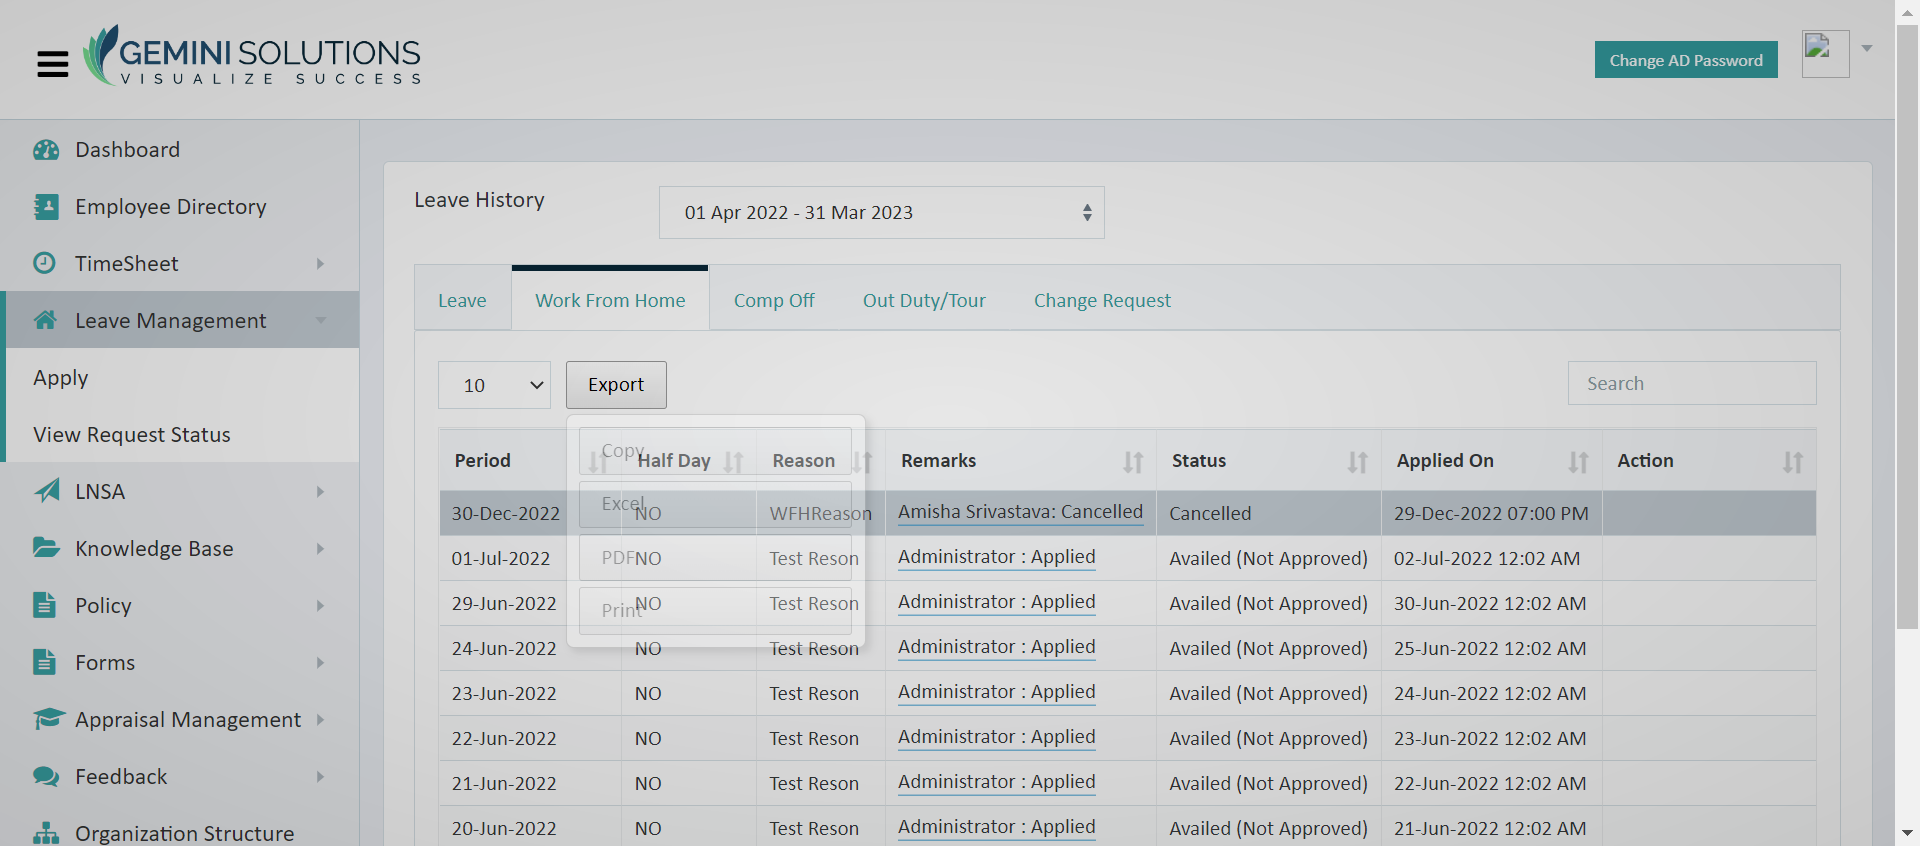 GEMINI SOLUTIONS
VISUALIZE SUCCESS
Change AD Password
Dashboard
Employee Directory
TimeSheet
Leave Management
Apply
View Request Status
LNSA
Knowledge Base
Policy
Forms
Appraisal Management
Feedback
Organization Structure
Leave History
01 Apr 2022 - 31 Mar 2023
Leave Work From Home Comp Off Out Duty/Tour Change Request
10 Export Search
Copy
Excel
PDF
Print
Period Half Day Reason Remarks Status Applied On Action
30-Dec-2022 NO WFHReason Amisha Srivastava: Cancelled Cancelled 29-Dec-2022 07:00 PM
01-Jul-2022 NO Test Reson Administrator : Applied Availed (Not Approved) 02-Jul-2022 12:02 AM
29-Jun-2022 NO Test Reson Administrator : Applied Availed (Not Approved) 30-Jun-2022 12:02 AM
24-Jun-2022 NO Test Reson Administrator : Applied Availed (Not Approved) 25-Jun-2022 12:02 AM
23-Jun-2022 NO Test Reson Administrator : Applied Availed (Not Approved) 24-Jun-2022 12:02 AM
22-Jun-2022 NO Test Reson Administrator : Applied Availed (Not Approved) 23-Jun-2022 12:02 AM
21-Jun-2022 NO Test Reson Administrator : Applied Availed (Not Approved) 22-Jun-2022 12:02 AM
20-Jun-2022 NO Test Reson Administrator : Applied Availed (Not Approved) 21-Jun-2022 12:02 AM